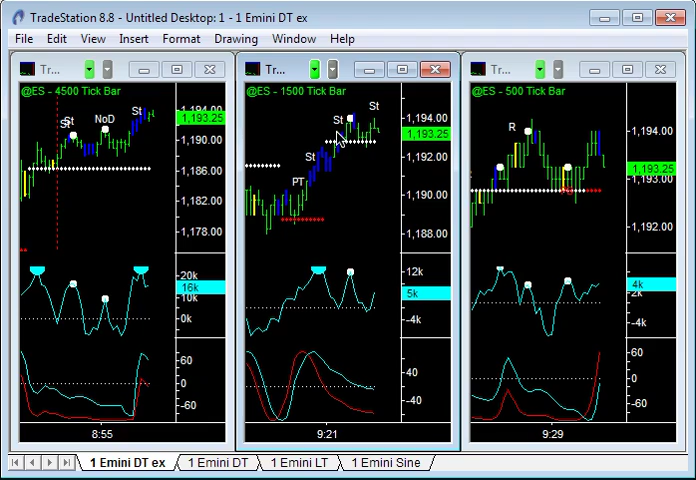 TradeStation 8.8 - Untitled Desktop: 1 - 1 Emini DT ex
File Edit View Insert Format Drawing Window Help
Tr...
@ES - 4500 Tick Bar
St
St
NoD
St
1,194.00
1,193.25
1,190.00
1,186.00
1,182.00
1,178.00
20k
16k
10k
0k
60
0
-60
8:55
Tr...
@ES - 1500 Tick Bar
PT
St
St
St
1,194.00
1,193.25
1,192.00
1,190.00
1,188.00
12k
5k
-4k
40
-40
9:21
Tr...
@ES - 500 Tick Bar
R
1,194.00
1,193.25
1,193.00
1,192.00
4k
-2k
-4k
60
0
-60
9:29
1 Emini DT ex 1 Emini DT 1 Emini LT 1 Emini Sine